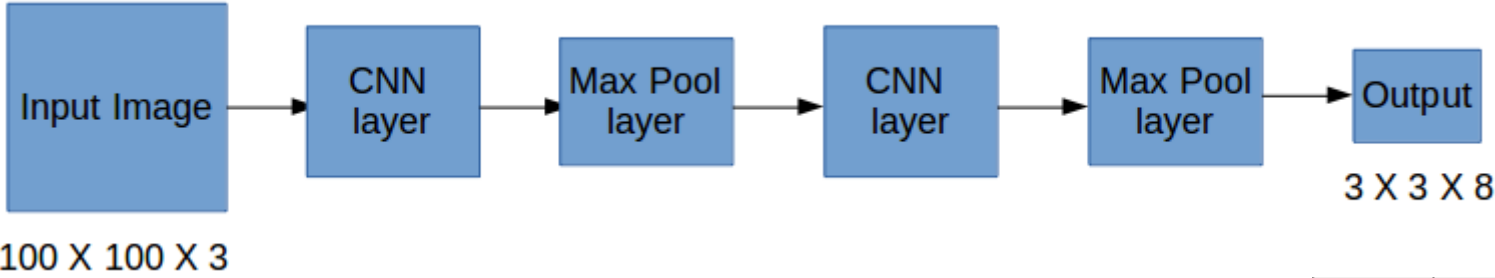 Input Image
CNN
layer
Max Pool
layer
CNN
layer
Max Pool
layer
Output
3 X 3 X 8
100 X 100 X 3